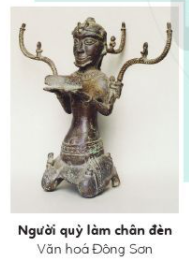 Người quỳ làm chân đèn
Văn hoá Đông Sơn